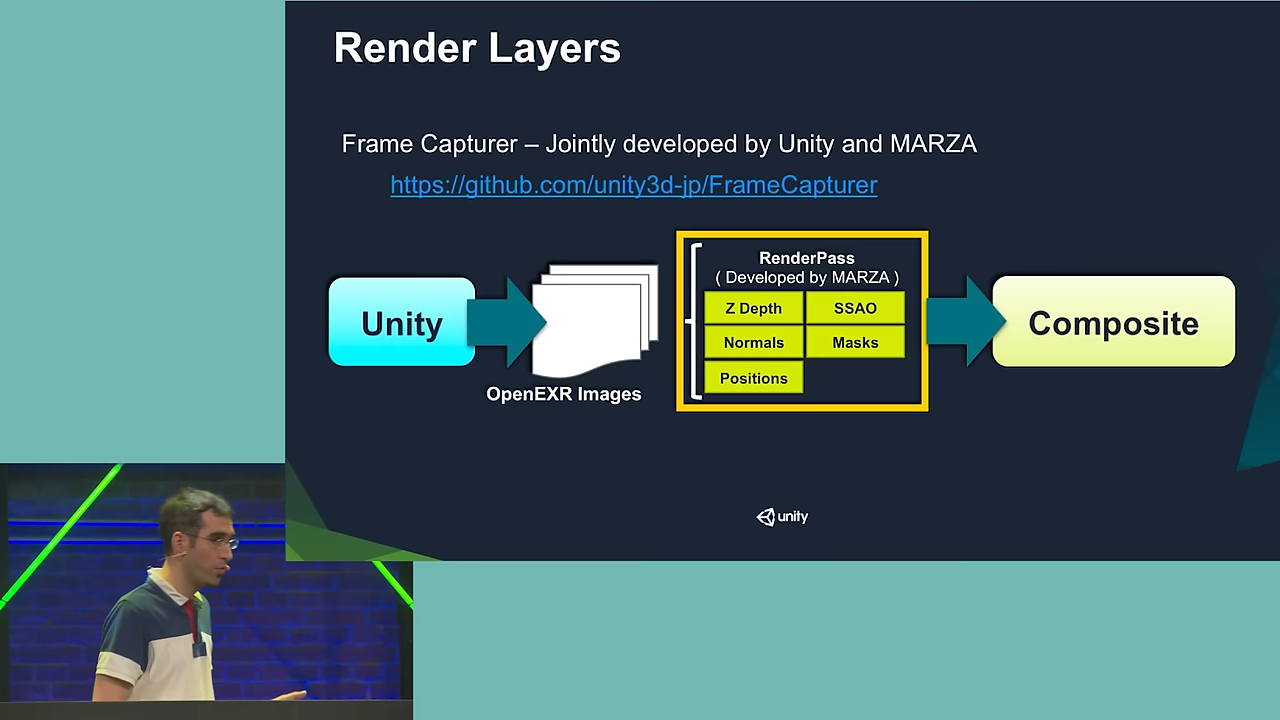 Render Layers
Frame Capturer – Jointly developed by Unity and MARZA
https://github.com/unity3d-jp/FrameCapturer
Unity
OpenEXR Images
RenderPass
( Developed by MARZA )
Z Depth
SSAO
Normals
Masks
Positions
Composite
unity